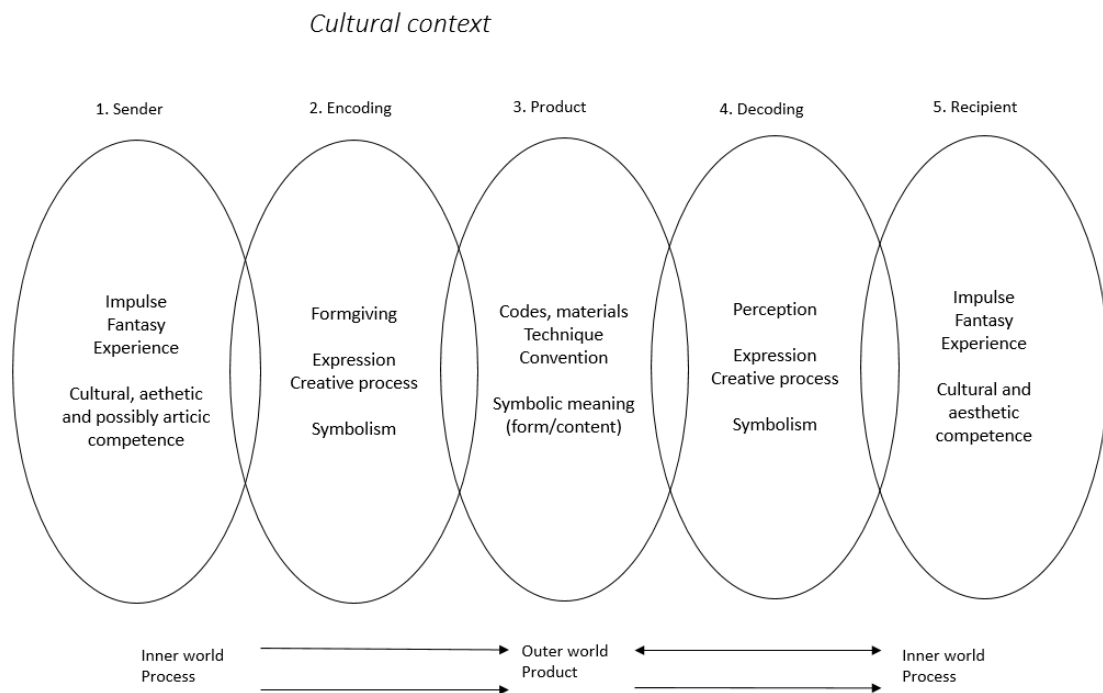 Cultural context
1. Sender
2. Encoding
3. Product
4. Decoding
5. Recipient
Impulse
Fantasy
Experience
Cultural, aethetic
and possibly articic
competence
Formgiving
Expression
Creative process
Symbolism
Codes, materials
Technique
Convention
Symbolic meaning
(form/content)
Perception
Expression
Creative process
Symbolism
Impulse
Fantasy
Experience
Cultural and
aesthetic
competence
Inner world
Process
Outer world
Product
Inner world
Process